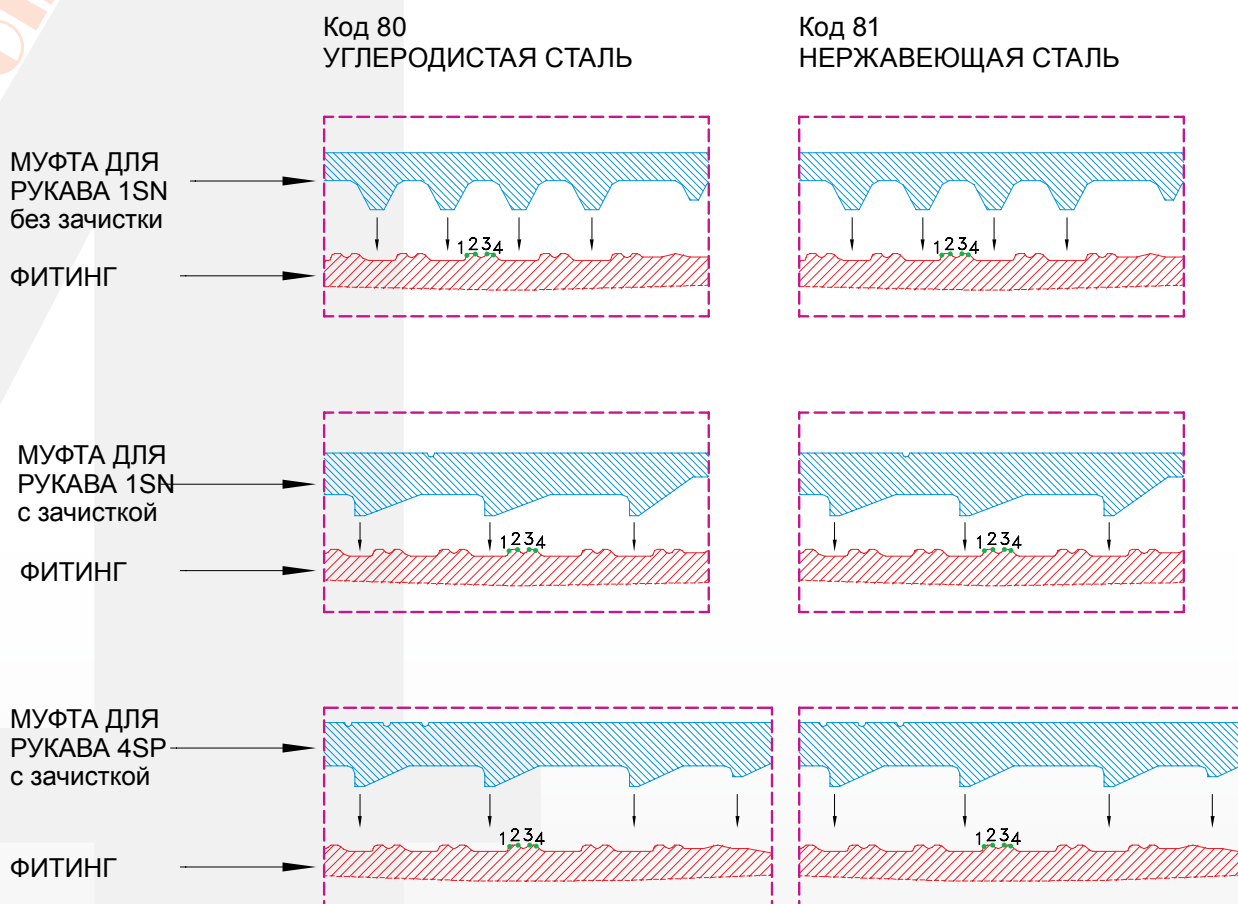 Код 80
УГЛЕРОДИСТАЯ СТАЛЬ
Код 81
НЕРЖАВЕЮЩАЯ СТАЛЬ
МУФТА ДЛЯ
РУКАВА 1SN
без зачистки
1234
1234
ФИТИНГ
МУФТА ДЛЯ
РУКАВА 1SN
с зачисткой
1234
1234
ФИТИНГ
МУФТА ДЛЯ
РУКАВА 4SP
с зачисткой
1234
1234
ФИТИНГ